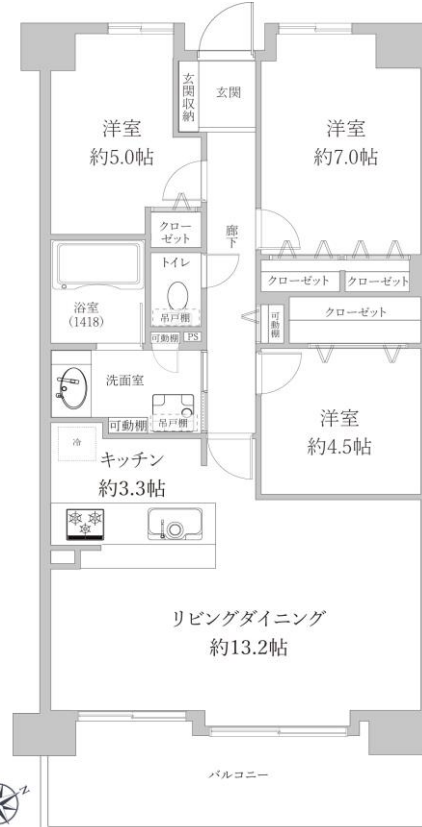 玄関収納
玄関
洋室
約5.0帖
洋室
約7.0帖
廊下
クロー
ゼット
トイレ
吊戸棚
浴室
(1418)
可動棚
PS
クローゼット
クローゼット
可動棚
クローゼット
洗面室
可動棚
吊戸棚
洋室
約4.5帖
冷
キッチン
約3.3帖
リビングダイニング
約13.2帖
バルコニー
N